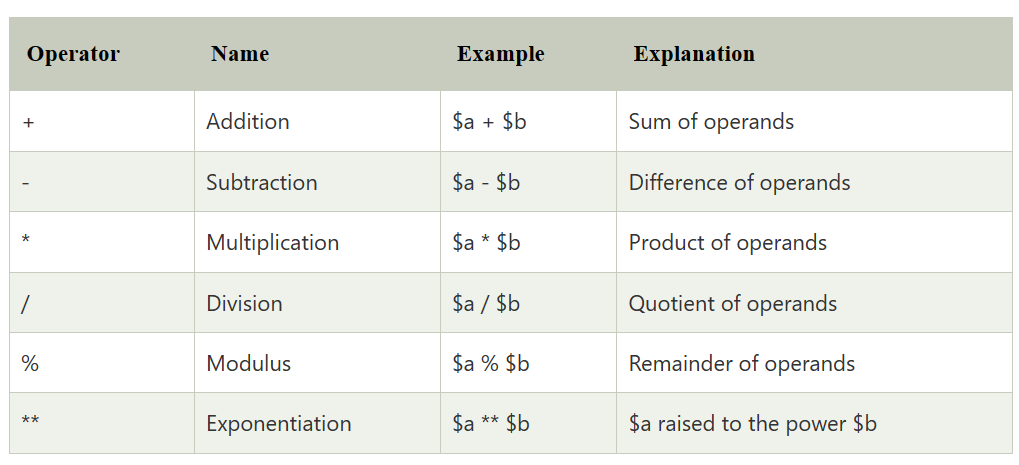 Operator Name Example Explanation
+ Addition $a + $b Sum of operands
- Subtraction $a - $b Difference of operands
* Multiplication $a * $b Product of operands
/ Division $a / $b Quotient of operands
% Modulus $a % $b Remainder of operands
** Exponentiation $a ** $b $a raised to the power $b